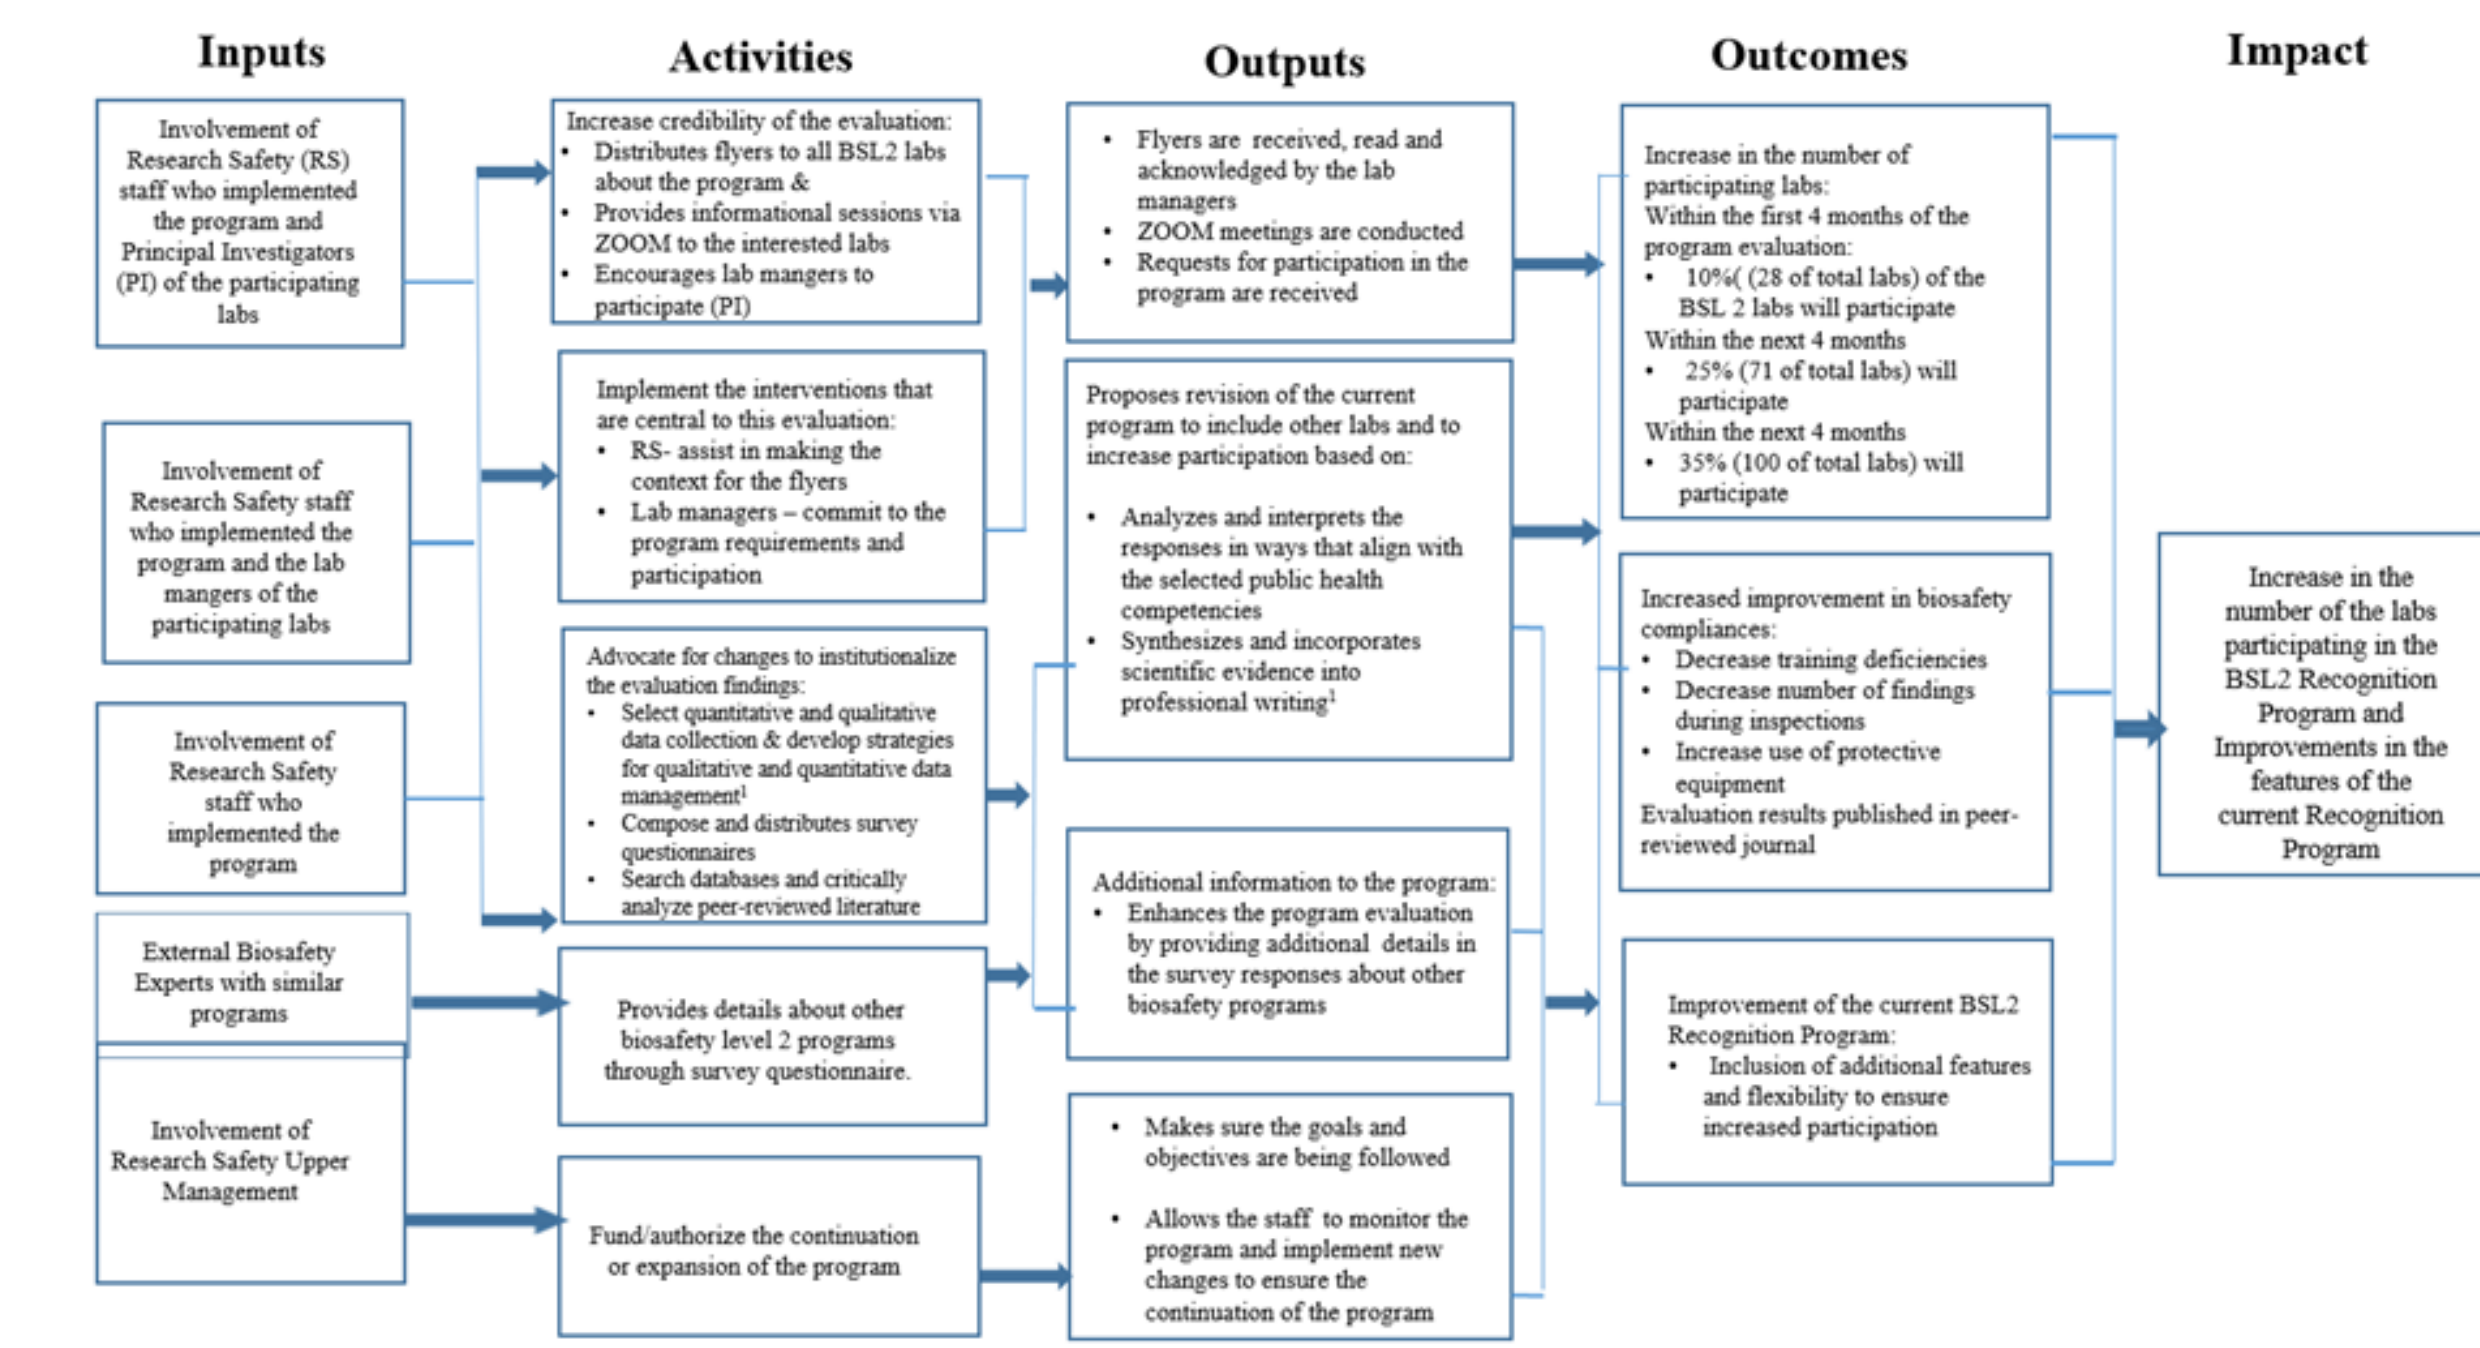 Inputs
Involvement of
Research Safety (RS)
staff who implemented
the program and
Principal Investigators
(PI) of the participating
labs
Involvement of
Research Safety staff
who implemented the
program and the lab
mangers of the
participating labs
Involvement of
Research Safety
staff who
implemented the
program
External Biosafety
Experts with similar
programs
Involvement of
Research Safety Upper
Management
Activities
Increase credibility of the evaluation:
• Distributes flyers to all BSL2 labs
about the program &
• Provides informational sessions via
ZOOM to the interested labs
• Encourages lab mangers to
participate (PI)
Implement the interventions that
are central to this evaluation:
• RS- assist in making the
context for the flyers
• Lab managers – commit to the
program requirements and
participation
Advocate for changes to institutionalize
the evaluation findings:
• Select quantitative and qualitative
data collection & develop strategies
for qualitative and quantitative data
management¹
• Compose and distributes survey
questionnaires
• Search databases and critically
analyze peer-reviewed literature
Provides details about other
biosafety level 2 programs
through survey questionnaire.
Fund/authorize the continuation
or expansion of the program
Outputs
• Flyers are received, read and
acknowledged by the lab
managers
• ZOOM meetings are conducted
• Requests for participation in the
program are received
Proposes revision of the current
program to include other labs and to
increase participation based on:
• Analyzes and interprets the
responses in ways that align with
the selected public health
competencies
• Synthesizes and incorporates
scientific evidence into
professional writing¹
Additional information to the program:
• Enhances the program evaluation
by providing additional details in
the survey responses about other
biosafety programs
• Makes sure the goals and
objectives are being followed
• Allows the staff to monitor the
program and implement new
changes to ensure the
continuation of the program
Outcomes
Increase in the number of
participating labs:
Within the first 4 months of the
program evaluation:
• 10%( (28 of total labs) of the
BSL 2 labs will participate
Within the next 4 months
• 25% (71 of total labs) will
participate
Within the next 4 months
• 35% (100 of total labs) will
participate
Increased improvement in biosafety
compliances:
• Decrease training deficiencies
• Decrease number of findings
during inspections
• Increase use of protective
equipment
Evaluation results published in peer-
reviewed journal
Improvement of the current BSL2
Recognition Program:
• Inclusion of additional features
and flexibility to ensure
increased participation
Impact
Increase in the
number of the labs
participating in the
BSL2 Recognition
Program and
Improvements in the
features of the
current Recognition
Program